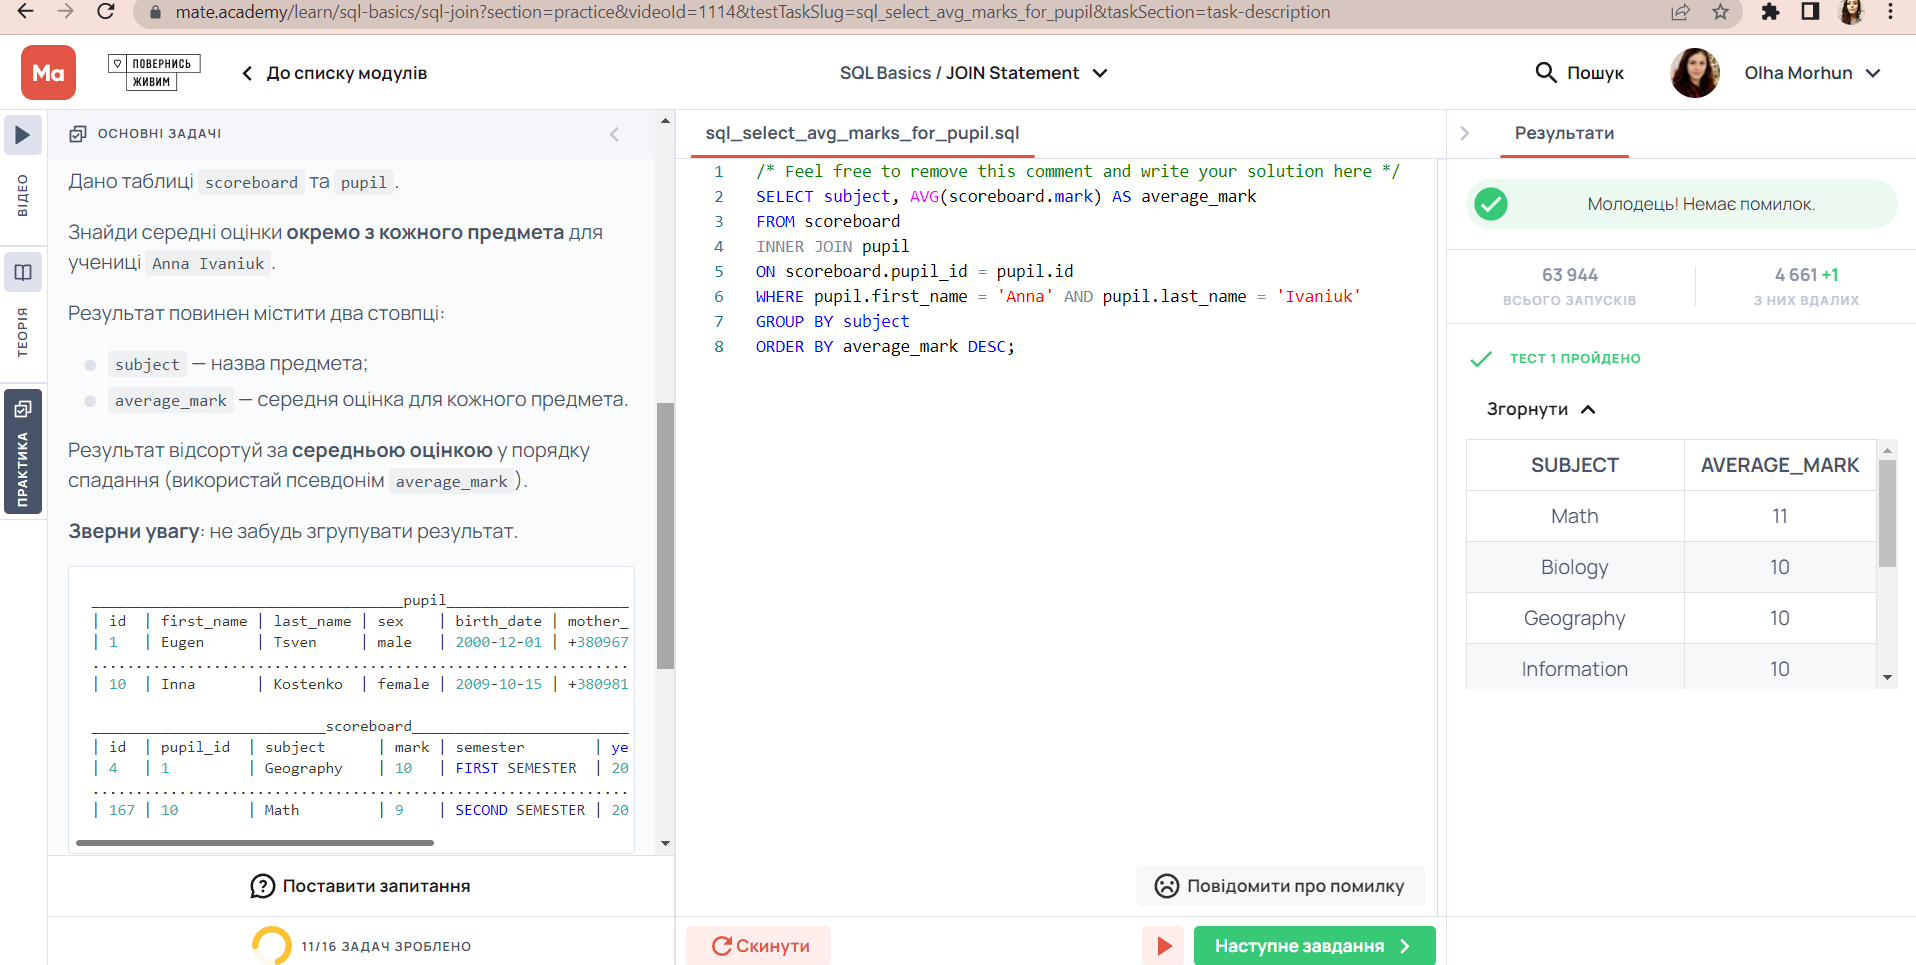 mate.academy/learn/sql-basics/sql-join?section=practice&videoId=1114&testTaskSlug=sql_select_avg_marks_for_pupil&taskSection=task-description
Ma
ПОВЕРНИСЬ
ЖИВИМ
До списку модулів
SQL Basics / JOIN Statement
Пошук
Olha Morhun
ВІДЕО
ТЕОРІЯ
ПРАКТИКА
ОСНОВНІ ЗАДАЧІ
Дано таблиці scoreboard та pupil.
Знайди середні оцінки окремо з кожного предмета для
учениці Anna Ivaniuk.
Результат повинен містити два стовпці:
subject — назва предмета;
average_mark — середня оцінка для кожного предмета.
Результат відсортуй за середньою оцінкою у порядку
спадання (використай псевдонім average_mark).
Зверни увагу: не забудь згрупувати результат.
____________________________________pupil_____________________
| id | first_name | last_name | sex | birth_date | mother_
| 1 | Eugen | Tsven | male | 2000-12-01 | +380967
..............................................................
| 10 | Inna | Kostenko | female | 2009-10-15 | +380981
___________________________scoreboard_________________________
| id | pupil_id | subject | mark | semester | ye
| 4 | 1 | Geography | 10 | FIRST SEMESTER | 20
..............................................................
| 167 | 10 | Math | 9 | SECOND SEMESTER | 20
Поставити запитання
11/16 ЗАДАЧ ЗРОБЛЕНО
sql_select_avg_marks_for_pupil.sql
1 /* Feel free to remove this comment and write your solution here */
2 SELECT subject, AVG(scoreboard.mark) AS average_mark
3 FROM scoreboard
4 INNER JOIN pupil
5 ON scoreboard.pupil_id = pupil.id
6 WHERE pupil.first_name = 'Anna' AND pupil.last_name = 'Ivaniuk'
7 GROUP BY subject
8 ORDER BY average_mark DESC;
Повідомити про помилку
Скинути
Наступне завдання
Результати
Молодець! Немає помилок.
63 944
ВСЬОГО ЗАПУСКІВ
4 661 +1
З НИХ ВДАЛИХ
ТЕСТ 1 ПРОЙДЕНО
Згорнути
SUBJECT AVERAGE_MARK
Math 11
Biology 10
Geography 10
Information 10